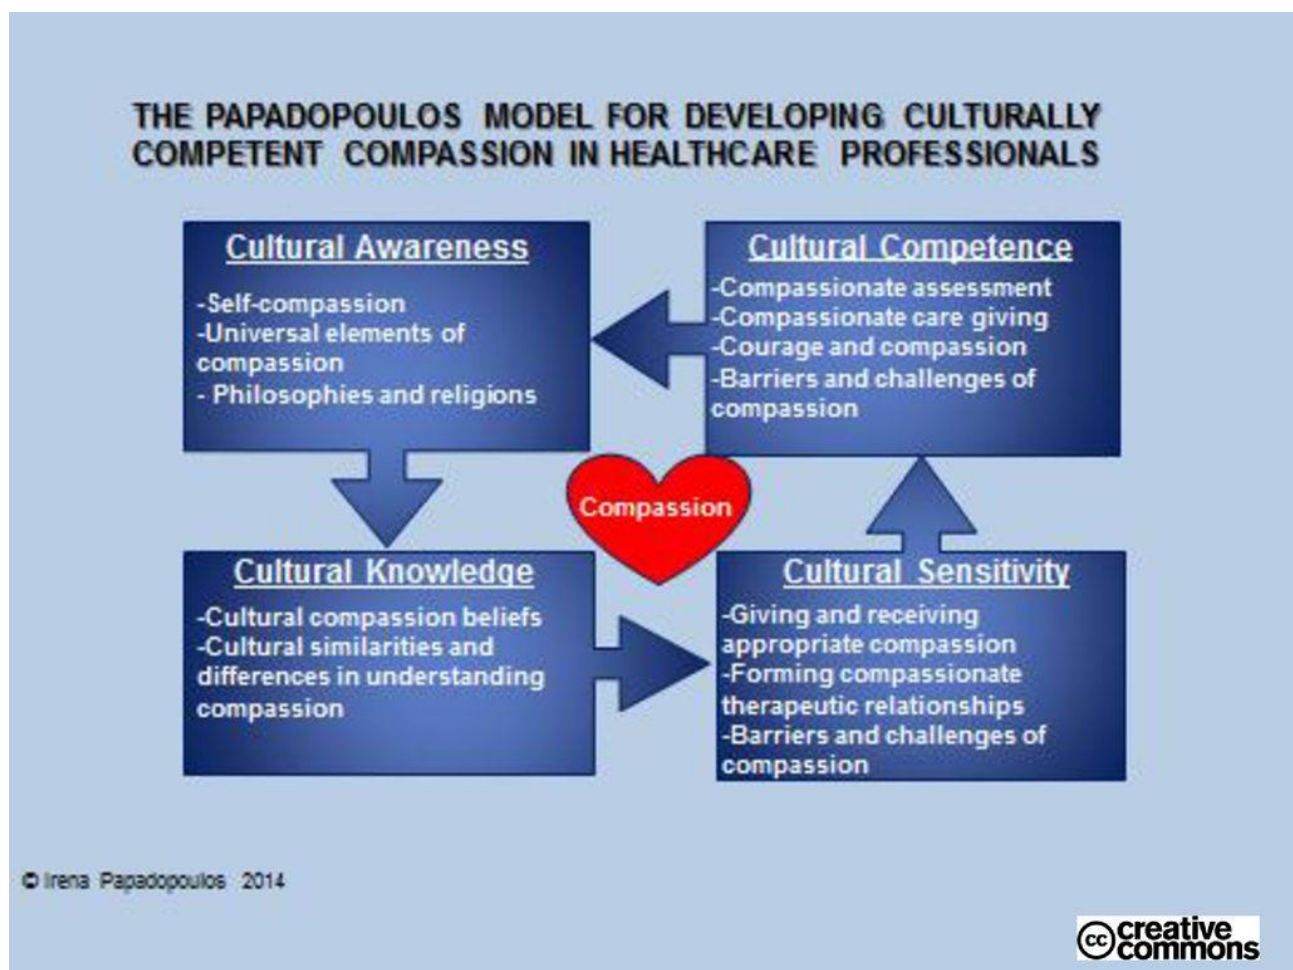 THE PAPADOPOULOS MODEL FOR DEVELOPING CULTURALLY
COMPETENT COMPASSION IN HEALTHCARE PROFESSIONALS
Cultural Awareness
-Self-compassion
-Universal elements of
compassion
- Philosophies and religions
Cultural Competence
-Compassionate assessment
-Compassionate care giving
-Courage and compassion
-Barriers and challenges of
compassion
Compassion
Cultural Knowledge
-Cultural compassion beliefs
-Cultural similarities and
differences in understanding
compassion
Cultural Sensitivity
-Giving and receiving
appropriate compassion
-Forming compassionate
therapeutic relationships
-Barriers and challenges of
compassion
© Irena Papadopoulos 2014
cc creative
commons